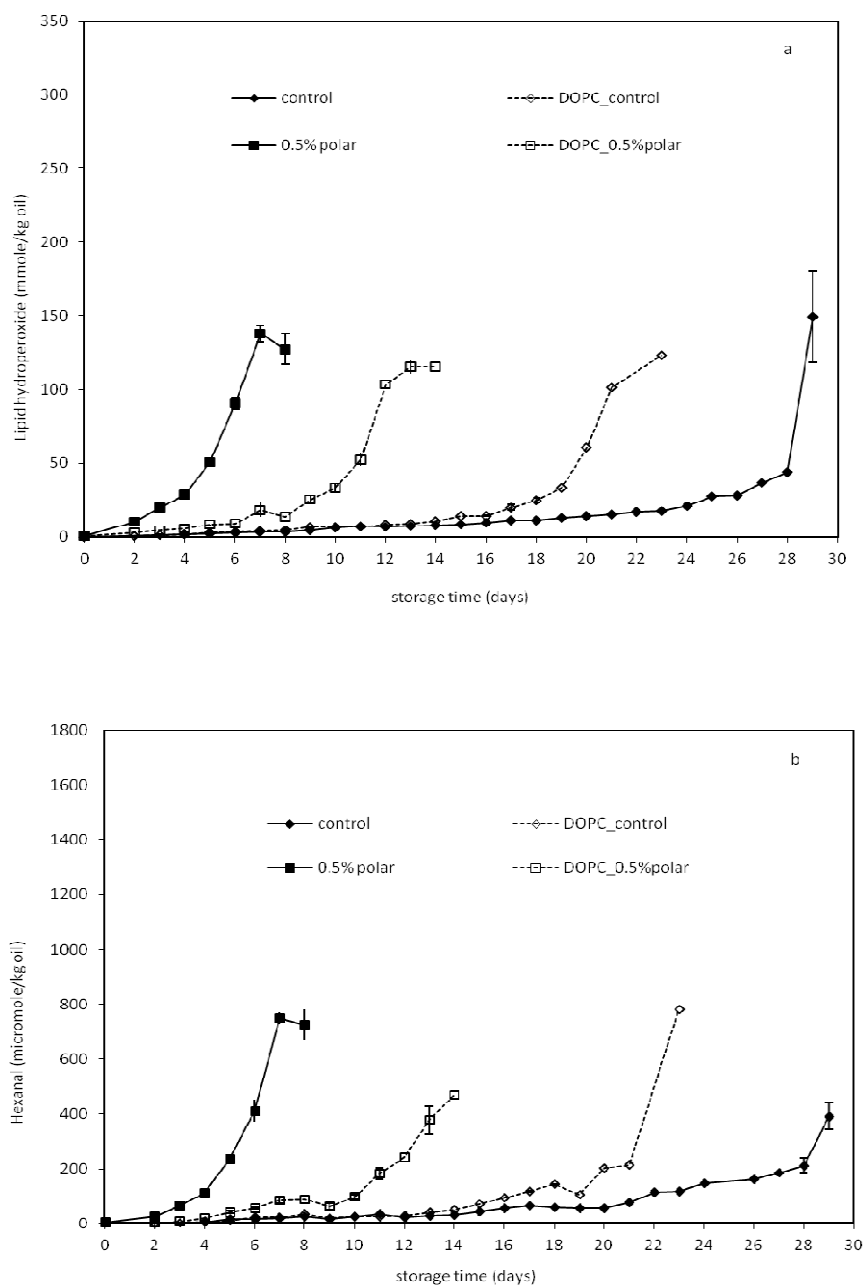 350
a
300
control
DOPC_control
250
0.5% polar
DOPC_0.5%polar
200
150
100
50
0
Lipid hydroperoxide (mmole/kg oil)
0 2 4 6 8 10 12 14 16 18 20 22 24 26 28 30
storage time (days)
1800
b
1600
1400
control
DOPC_control
1200
0.5% polar
DOPC_0.5%polar
1000
800
600
400
200
0
Hexanal (micromole/kg oil)
0 2 4 6 8 10 12 14 16 18 20 22 24 26 28 30
storage time (days)